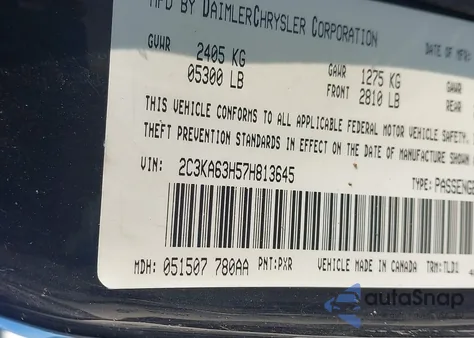 MFD BY DAIMLERCHRYSLER CORPORATION
DATE OF MFR:
GVWR 2405 KG
05300 LB
GAWR 1275 KG GAWR
FRONT 2810 LB REAR
THIS VEHICLE CONFORMS TO ALL APPLICABLE FEDERAL MOTOR VEHICLE SAFETY,
THEFT PREVENTION STANDARDS IN EFFECT ON THE DATE OF MANUFACTURE SHOWN
VIN: 2C3KA63H57H813645
TYPE: PASSENGE
MDH: 051507 780AA PNT: PXR VEHICLE MADE IN CANADA TRM: TLD1
autoSnap